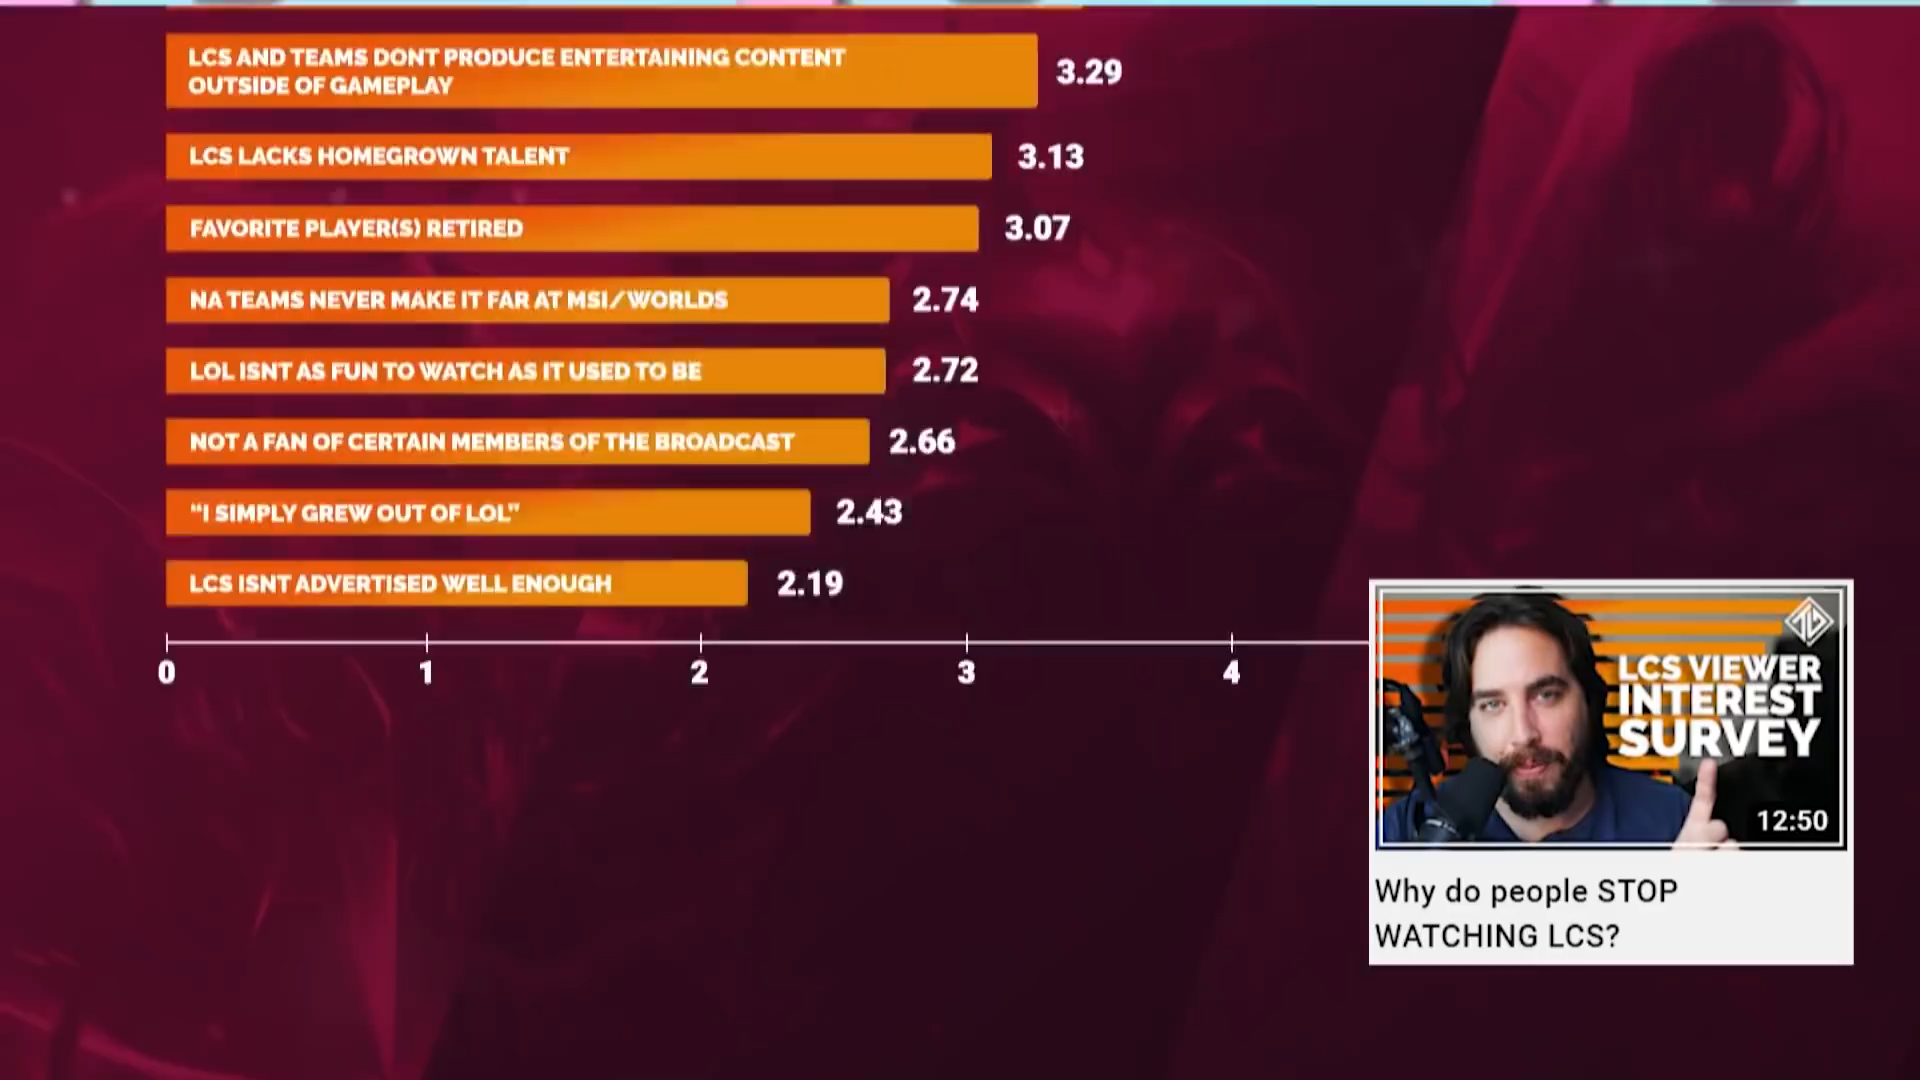 LCS AND TEAMS DONT PRODUCE ENTERTAINING CONTENT
OUTSIDE OF GAMEPLAY
3.29
LCS LACKS HOMEGROWN TALENT
3.13
FAVORITE PLAYER(S) RETIRED
3.07
NA TEAMS NEVER MAKE IT FAR AT MSI/WORLDS
2.74
LOL ISNT AS FUN TO WATCH AS IT USED TO BE
2.72
NOT A FAN OF CERTAIN MEMBERS OF THE BROADCAST
2.66
“I SIMPLY GREW OUT OF LOL”
2.43
LCS ISNT ADVERTISED WELL ENOUGH
2.19
0 1 2 3 4
LCS VIEWER
INTEREST
SURVEY
12:50
Why do people STOP
WATCHING LCS?